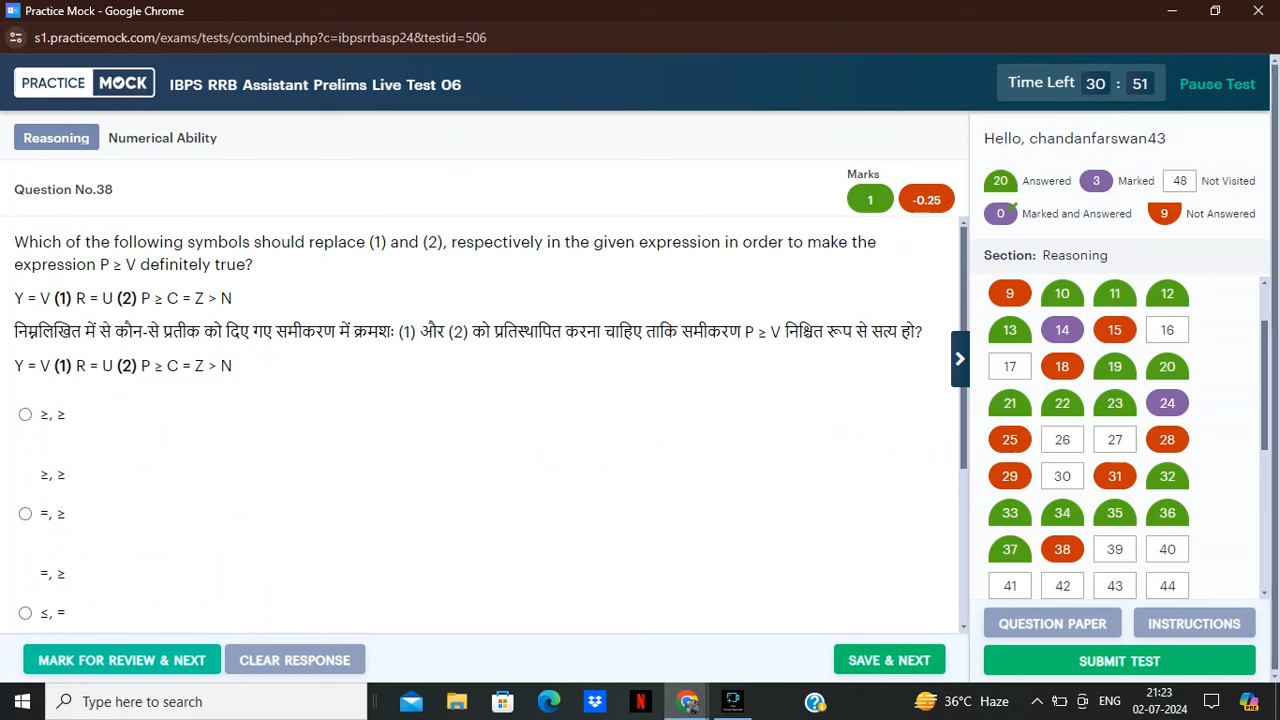 Practice Mock - Google Chrome
s1.practicemock.com/exams/tests/combined.php?c=ibpsrrbasp24&testid=506
PRACTICE MOCK
IBPS RRB Assistant Prelims Live Test 06
Time Left 30 : 51
Pause Test
Reasoning
Numerical Ability
Question No.38
Marks
1
-0.25
Which of the following symbols should replace (1) and (2), respectively in the given expression in order to make the
expression P ≥ V definitely true?
Y = V (1) R = U (2) P ≥ C = Z > N
निम्नलिखित में से कौन-से प्रतीक को दिए गए समीकरण में क्रमशः (1) और (2) को प्रतिस्थापित करना चाहिए ताकि समीकरण P ≥ V निश्चित रूप से सत्य हो?
Y = V (1) R = U (2) P ≥ C = Z > N
≥, ≥
≥, ≥
=, ≥
=, ≥
≤, =
MARK FOR REVIEW & NEXT
CLEAR RESPONSE
SAVE & NEXT
Hello, chandanfarswan43
20 Answered 3 Marked 48 Not Visited
0 Marked and Answered 9 Not Answered
Section: Reasoning
9 10 11 12
13 14 15 16
17 18 19 20
21 22 23 24
25 26 27 28
29 30 31 32
33 34 35 36
37 38 39 40
41 42 43 44
QUESTION PAPER
INSTRUCTIONS
SUBMIT TEST
Type here to search
36°C Haze
ENG
21:23
02-07-2024